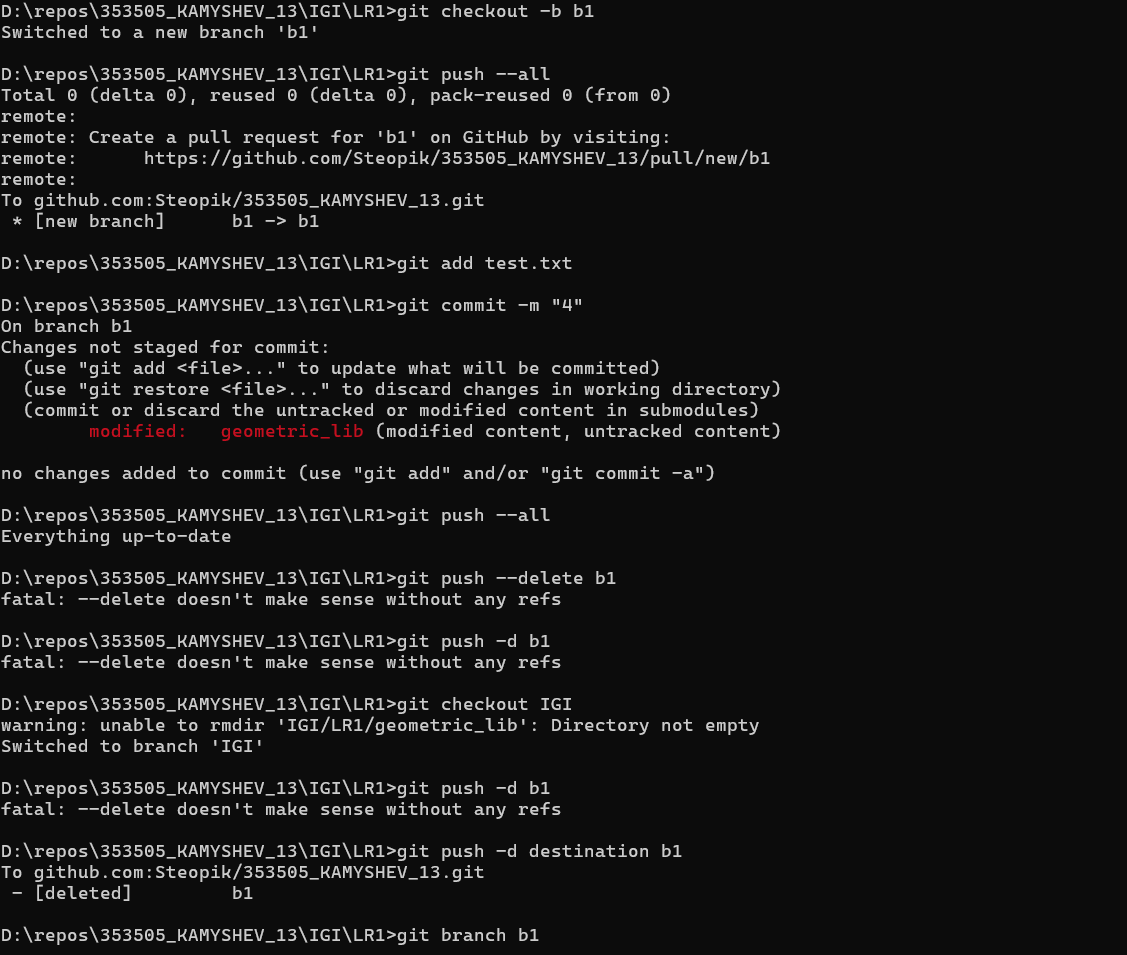 D:\repos\353505_KAMYSHEV_13\IGI\LR1>git checkout -b b1
Switched to a new branch 'b1'
D:\repos\353505_KAMYSHEV_13\IGI\LR1>git push --all
Total 0 (delta 0), reused 0 (delta 0), pack-reused 0 (from 0)
remote:
remote: Create a pull request for 'b1' on GitHub by visiting:
remote:      https://github.com/Steopik/353505_KAMYSHEV_13/pull/new/b1
remote:
To github.com:Steopik/353505_KAMYSHEV_13.git
 * [new branch]      b1 -> b1
D:\repos\353505_KAMYSHEV_13\IGI\LR1>git add test.txt
D:\repos\353505_KAMYSHEV_13\IGI\LR1>git commit -m "4"
On branch b1
Changes not staged for commit:
  (use "git add <file>..." to update what will be committed)
  (use "git restore <file>..." to discard changes in working directory)
  (commit or discard the untracked or modified content in submodules)
        modified:   geometric_lib (modified content, untracked content)
no changes added to commit (use "git add" and/or "git commit -a")
D:\repos\353505_KAMYSHEV_13\IGI\LR1>git push --all
Everything up-to-date
D:\repos\353505_KAMYSHEV_13\IGI\LR1>git push --delete b1
fatal: --delete doesn't make sense without any refs
D:\repos\353505_KAMYSHEV_13\IGI\LR1>git push -d b1
fatal: --delete doesn't make sense without any refs
D:\repos\353505_KAMYSHEV_13\IGI\LR1>git checkout IGI
warning: unable to rmdir 'IGI/LR1/geometric_lib': Directory not empty
Switched to branch 'IGI'
D:\repos\353505_KAMYSHEV_13\IGI\LR1>git push -d b1
fatal: --delete doesn't make sense without any refs
D:\repos\353505_KAMYSHEV_13\IGI\LR1>git push -d destination b1
To github.com:Steopik/353505_KAMYSHEV_13.git
 - [deleted]         b1
D:\repos\353505_KAMYSHEV_13\IGI\LR1>git branch b1